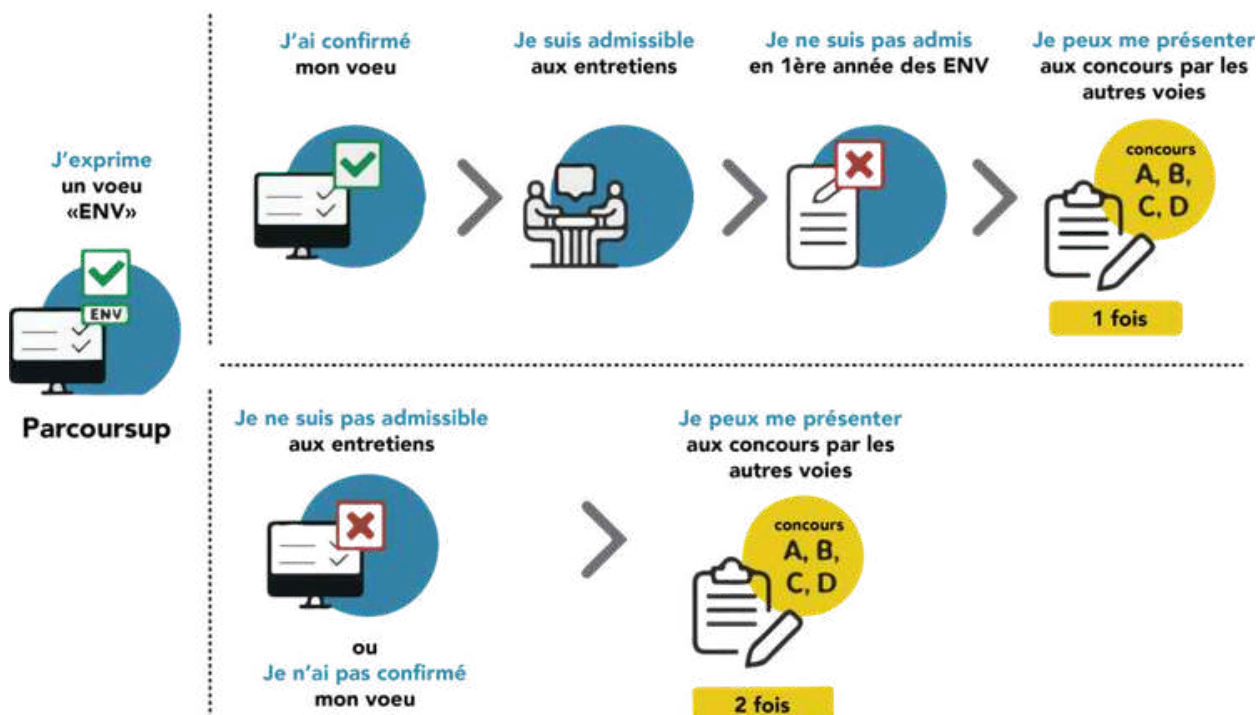 J'exprime
un voeu
«ENV»
ENV
Parcoursup
J'ai confirmé
mon voeu
Je suis admissible
aux entretiens
Je ne suis pas admis
en 1ère année des ENV
Je peux me présenter
aux concours par les
autres voies
concours
A, B,
C, D
1 fois
Je ne suis pas admissible
aux entretiens
ou
Je n'ai pas confirmé
mon voeu
Je peux me présenter
aux concours par les
autres voies
concours
A, B,
C, D
2 fois